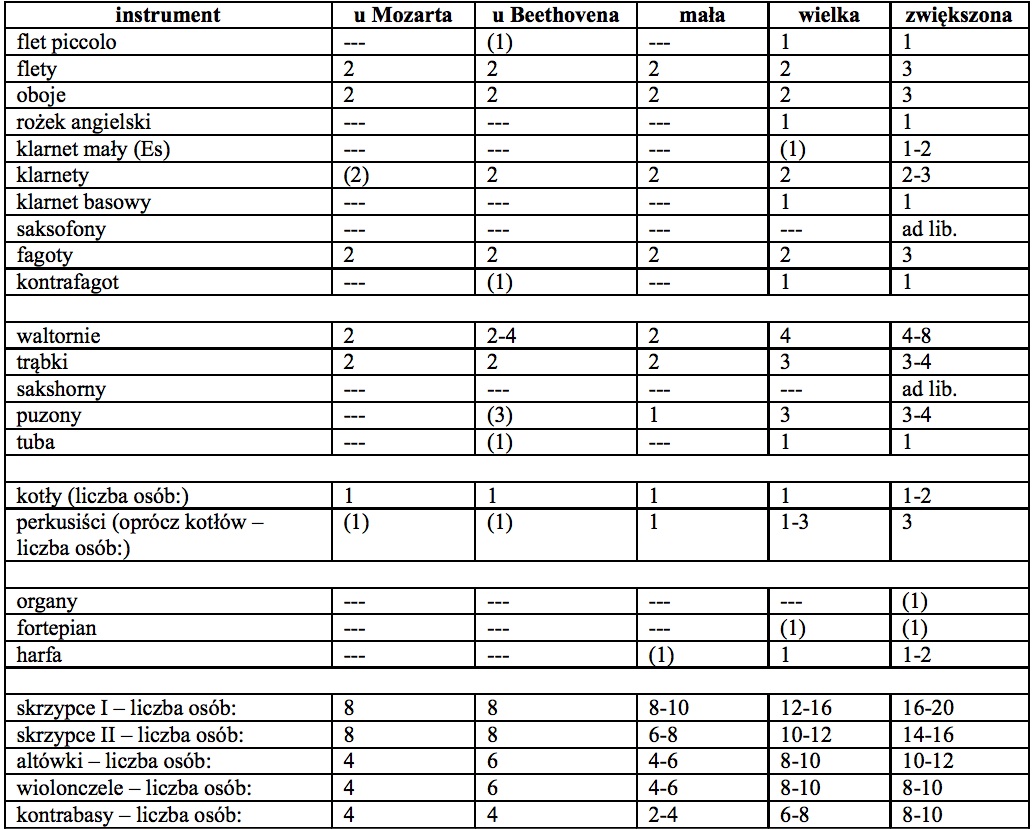 instrument u Mozarta u Beethovena mała wielka zwiększona
flet piccolo --- (1) --- 1 1
flety 2 2 2 2 3
oboje 2 2 2 2 3
rożek angielski --- --- --- 1 1
klarnet mały (Es) --- --- --- (1) 1-2
klarnety (2) 2 2 2 2-3
klarnet basowy --- --- --- 1 1
saksofony --- --- --- --- ad lib.
fagoty 2 2 2 2 3
kontrafagot --- (1) --- 1 1
waltornie 2 2-4 2 4 4-8
trąbki 2 2 2 3 3-4
sakshorny --- --- --- --- ad lib.
puzony --- (3) 1 3 3-4
tuba --- (1) --- 1 1
kotły (liczba osób:) 1 1 1 1 1-2
perkusiści (oprócz kotłów – (1) (1) 1 1-3 3
liczba osób:)
organy --- --- --- --- (1)
fortepian --- --- --- (1) (1)
harfa --- --- (1) 1 1-2
skrzypce I – liczba osób: 8 8 8-10 12-16 16-20
skrzypce II – liczba osób: 8 8 6-8 10-12 14-16
altówki – liczba osób: 4 6 4-6 8-10 10-12
wiolonczele – liczba osób: 4 6 4-6 8-10 8-10
kontrabasy – liczba osób: 4 4 2-4 6-8 8-10